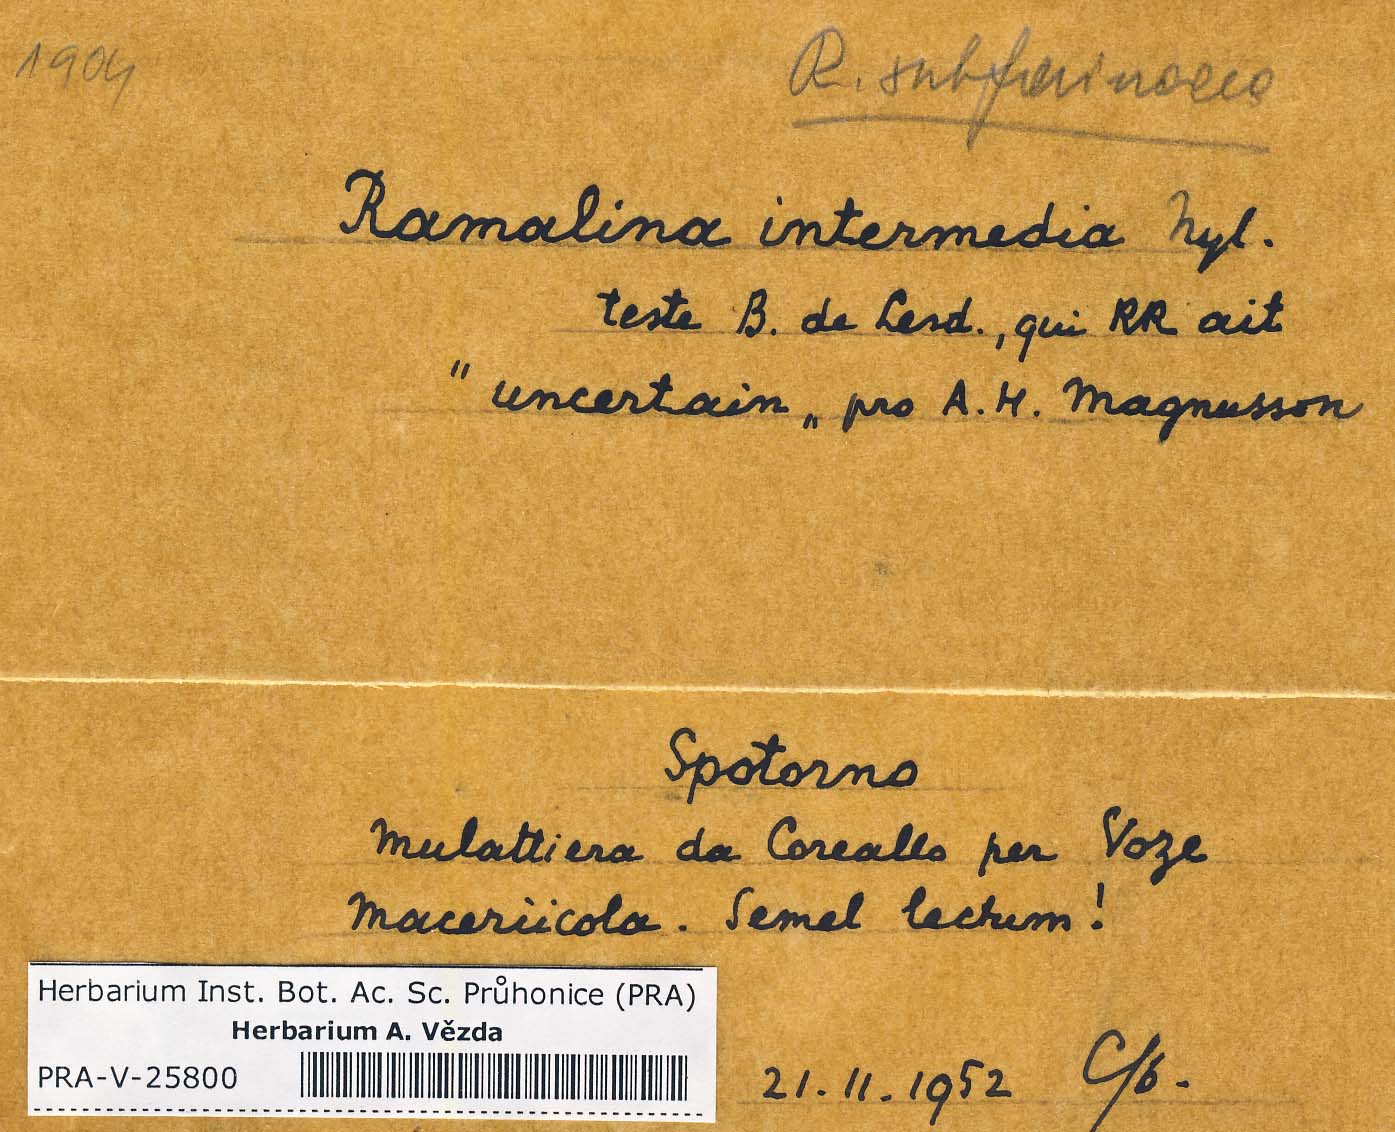 1904
R. subfarinacea
Ramalina intermedia Nyl.
teste B. de Lesd., qui RR ait
" uncertain „ pro A. H. Magnusson
Spotorno
Mulattiera da Coreallo per Voze
Maceriicola. Semel lectum!
Herbarium Inst. Bot. Ac. Sc. Průhonice (PRA)
Herbarium A. Vězda
PRA-V-25800
21.11.1952